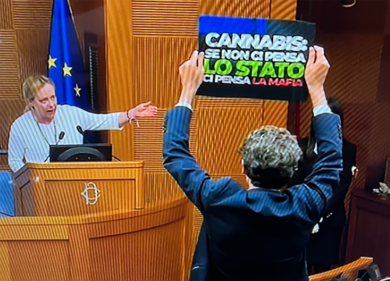 CANNABIS:
SE NON CI PENSA
LO STATO
CI PENSA LA MAFIA